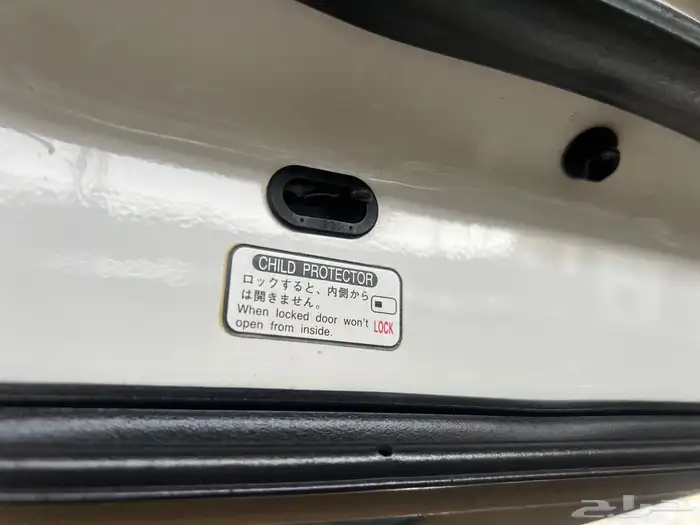 CHILD PROTECTOR
ロックすると、内側から
は開きません。
When locked door won't
open from inside.
LOCK
حراج